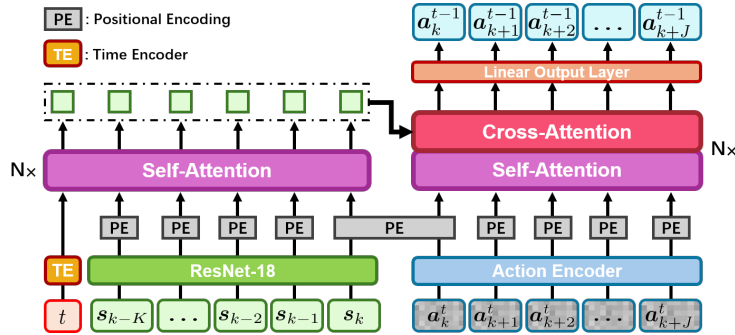 PE : Positional Encoding
TE : Time Encoder
a_k^{t-1} a_{k+1}^{t-1} a_{k+2}^{t-1} ... a_{k+J}^{t-1}
Linear Output Layer
Cross-Attention
N× Self-Attention
Self-Attention N×
PE PE PE PE PE PE PE PE PE
TE ResNet-18
Action Encoder
t s_{k-K} ... s_{k-2} s_{k-1} s_k
a_k^t a_{k+1}^t a_{k+2}^t ... a_{k+J}^t